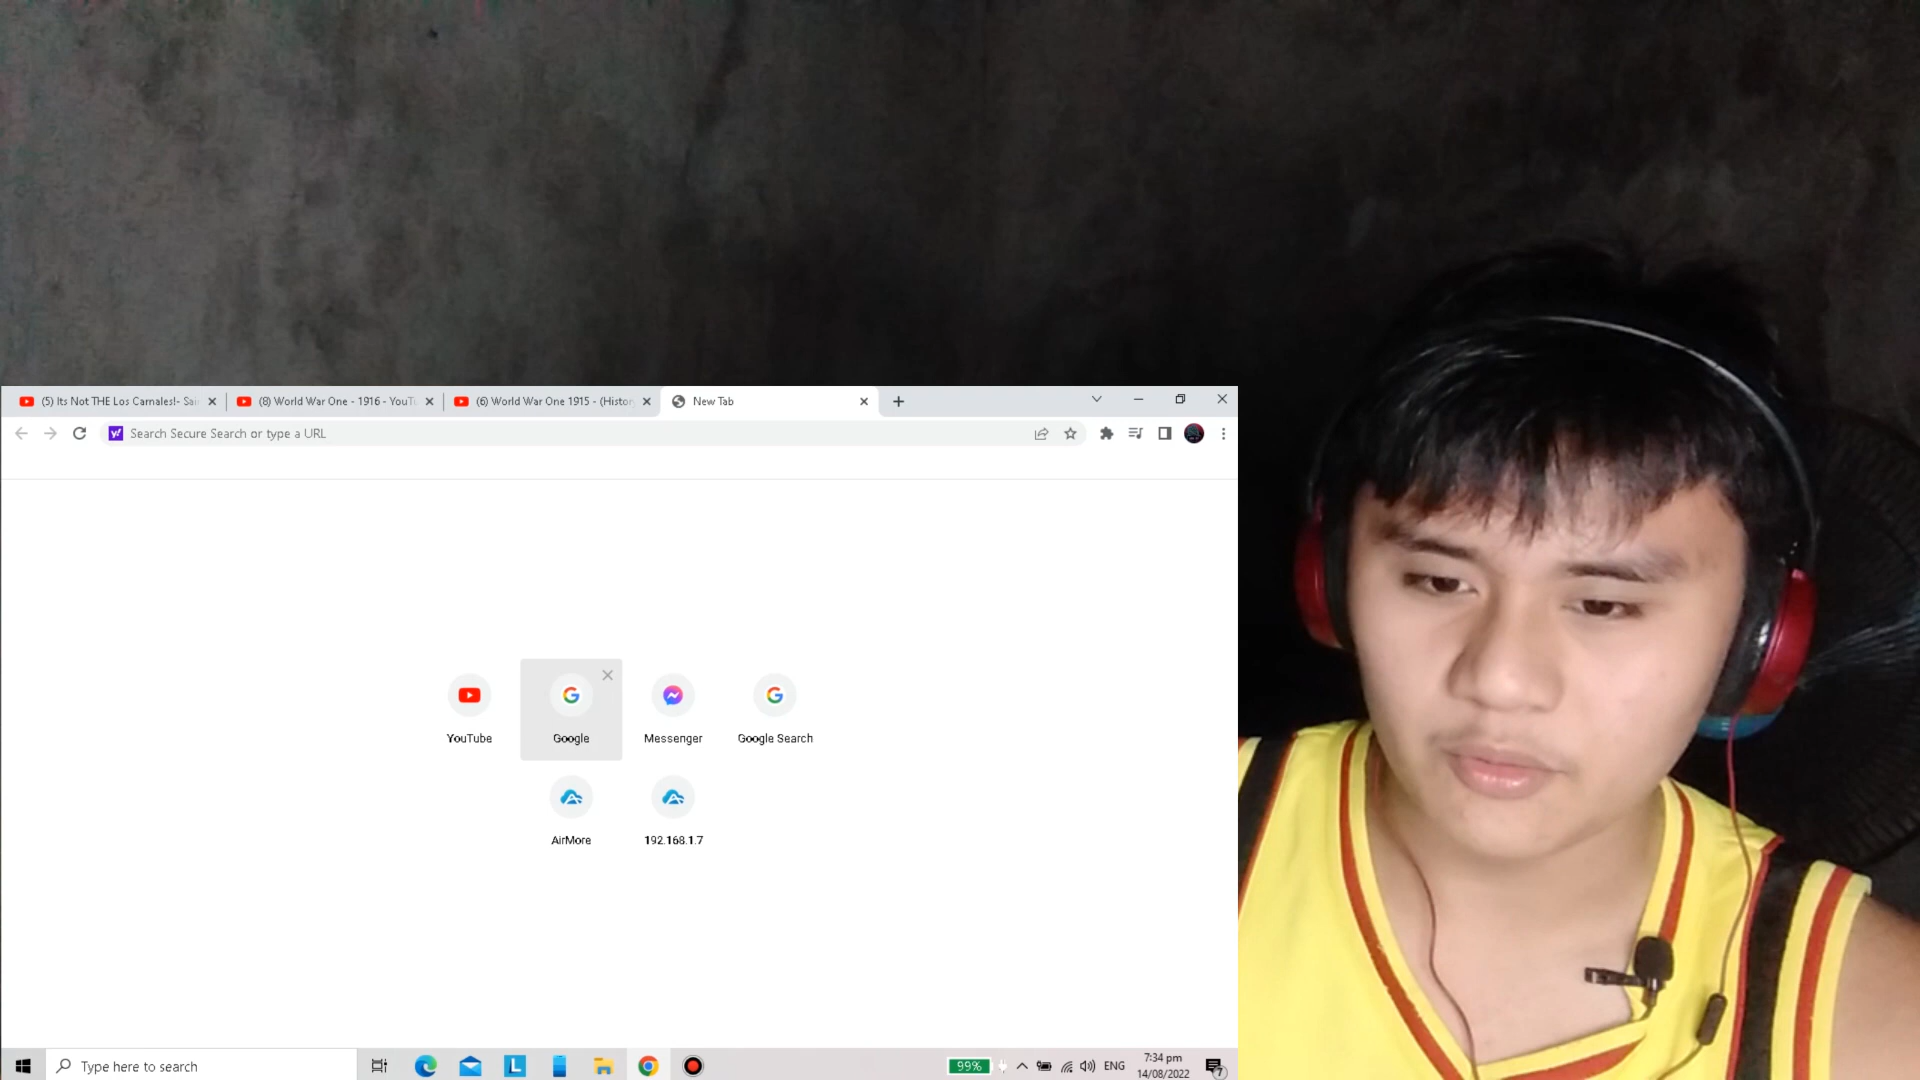 (5) Its Not THE Los Carnales!- Sai
(8) World War One - 1916 - YouT
(6) World War One 1915 - (Histor
New Tab
Search Secure Search or type a URL
YouTube
Google
Messenger
Google Search
AirMore
192.168.1.7
Type here to search
99%
ENG
7:34 pm
14/08/2022
7